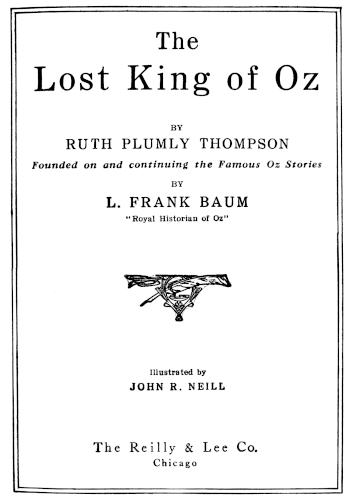 The
Lost King of Oz
BY
RUTH PLUMLY THOMPSON
Founded on and continuing the Famous Oz Stories
BY
L. FRANK BAUM
"Royal Historian of Oz"
Illustrated by
JOHN R. NEILL
The Reilly & Lee Co.
Chicago